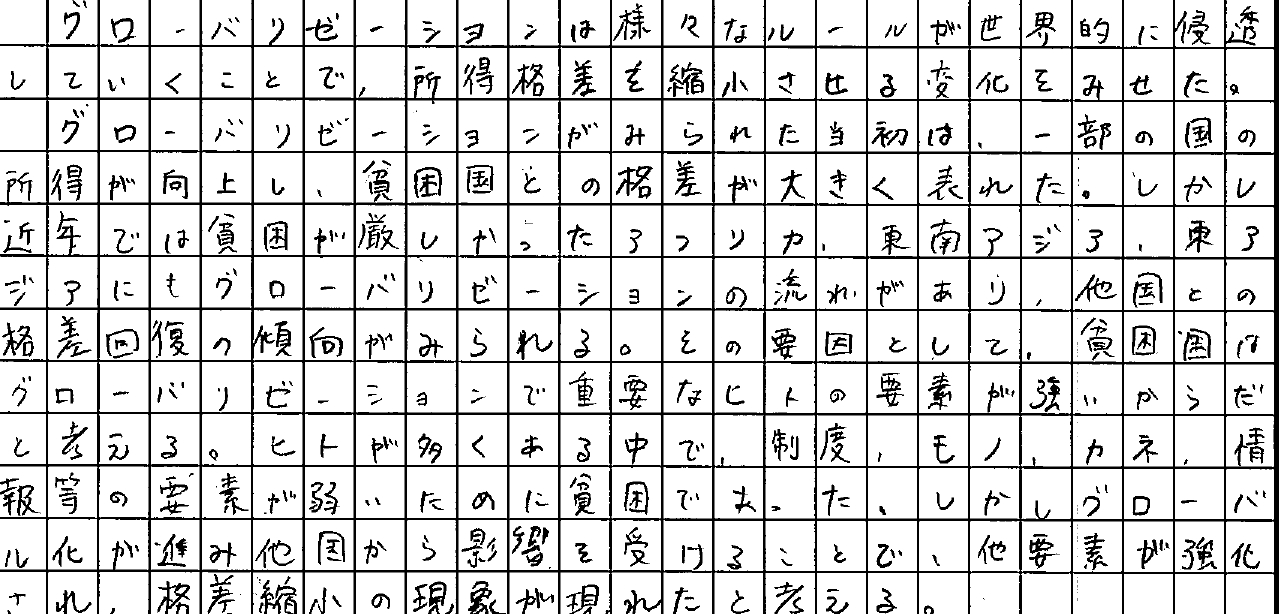 グローバリゼーションは様々なルールが世界的に侵透
していくことで,所得格差を縮小させる変化をみせた。
　グローバリゼーションがみられた当初は、一部の国の
所得が向上し、貧困国との格差が大きく表れた。しかし
近年では貧困が厳しかったアフリカ、東南アジア、東ア
ジアにもグローバリゼーションの流れがあり、他国との
格差回復の傾向がみられる。その要因として、貧困国は
グローバリゼーションで重要なヒトの要素が強いからだ
と考える。ヒトが多くある中で、制度、モノ、カネ、情
報等の要素が弱いために貧困であった。しかしグローバ
ル化が進み他国から影響を受けることで、他要素が強化
され、格差縮小の現象が現れたと考える。